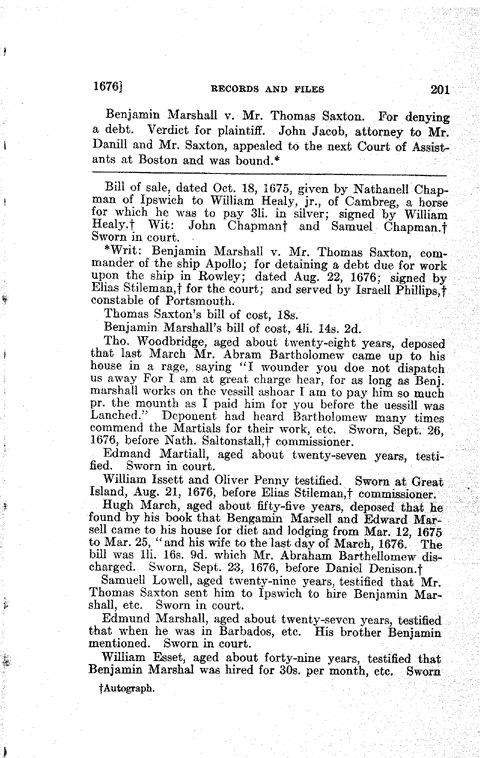 1676] RECORDS AND FILES 201
Benjamin Marshall v. Mr. Thomas Saxton. For denying
a debt. Verdict for plaintiff. John Jacob, attorney to Mr.
Danill and Mr. Saxton, appealed to the next Court of Assist-
ants at Boston and was bound.*
Bill of sale, dated Oct. 18, 1675, given by Nathanell Chap-
man of Ipswich to William Healy, jr., of Cambreg, a horse
for which he was to pay 3li. in silver; signed by William
Healy.† Wit: John Chapman† and Samuel Chapman.†
Sworn in court.
*Writ: Benjamin Marshall v. Mr. Thomas Saxton, com-
mander of the ship Apollo; for detaining a debt due for work
upon the ship in Rowley; dated Aug. 22, 1676; signed by
Elias Stileman,† for the court; and served by Israell Phillips,†
constable of Portsmouth.
Thomas Saxton's bill of cost, 18s.
Benjamin Marshall's bill of cost, 4li. 14s. 2d.
Tho. Woodbridge, aged about twenty-eight years, deposed
that last March Mr. Abram Bartholomew came up to his
house in a rage, saying "I wounder you doe not dispatch
us away For I am at great charge hear, for as long as Benj.
marshall works on the vessill ashoar I am to pay him so much
pr. the mounth as I paid him for you before the uessill was
Lanched." Deponent had heard Bartholomew many times
commend the Martials for their work, etc. Sworn, Sept. 26,
1676, before Nath. Saltonstall,† commissioner.
Edmand Martiall, aged about twenty-seven years, testi-
fied. Sworn in court.
William Issett and Oliver Penny testified. Sworn at Great
Island, Aug. 21, 1676, before Elias Stileman,† commissioner.
Hugh March, aged about fifty-five years, deposed that he
found by his book that Bengamin Marsell and Edward Mar-
sell came to his house for diet and lodging from Mar. 12, 1675
to Mar. 25, "and his wife to the last day of March, 1676. The
bill was 1li. 16s. 9d. which Mr. Abraham Barthellomew dis-
charged. Sworn, Sept. 23, 1676, before Daniel Denison.†
Samuell Lowell, aged twenty-nine years, testified that Mr.
Thomas Saxton sent him to Ipswich to hire Benjamin Mar-
shall, etc. Sworn in court.
Edmund Marshall, aged about twenty-seven years, testified
that when he was in Barbados, etc. His brother Benjamin
mentioned. Sworn in court.
William Esset, aged about forty-nine years, testified that
Benjamin Marshal was hired for 30s. per month, etc. Sworn
†Autograph.